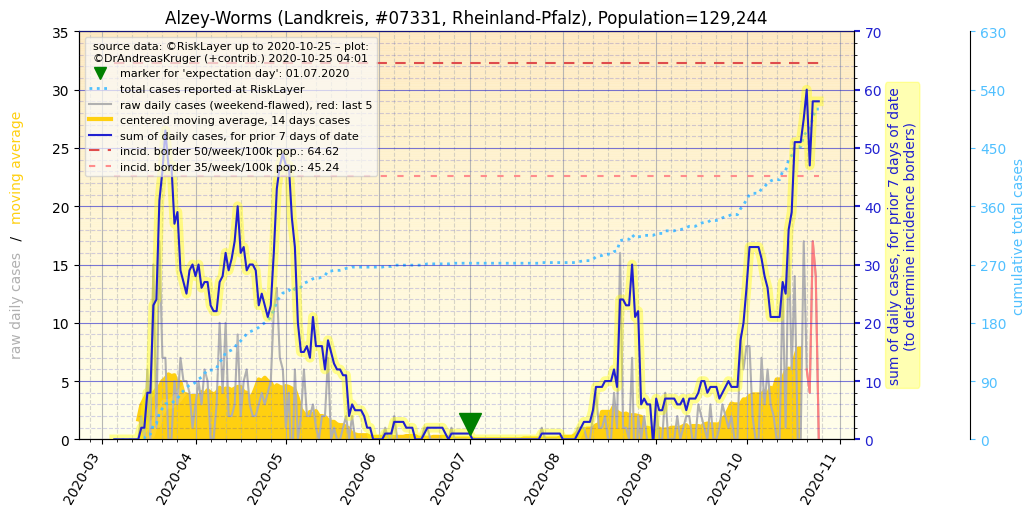 Alzey-Worms (Landkreis, #07331, Rheinland-Pfalz), Population=129,244
source data: ©RiskLayer up to 2020-10-25 – plot:
©DrAndreasKruger (+contrib.) 2020-10-25 04:01
marker for 'expectation day': 01.07.2020
total cases reported at RiskLayer
raw daily cases (weekend-flawed), red: last 5
centered moving average, 14 days cases
sum of daily cases, for prior 7 days of date
incid. border 50/week/100k pop.: 64.62
incid. border 35/week/100k pop.: 45.24
raw daily cases / moving average
35
30
25
20
15
10
5
0
2020-03
2020-04
2020-05
2020-06
2020-07
2020-08
2020-09
2020-10
2020-11
70
60
50
40
30
20
10
0
sum of daily cases, for prior 7 days of date
(to determine incidence borders)
630
540
450
360
270
180
90
0
cumulative total cases